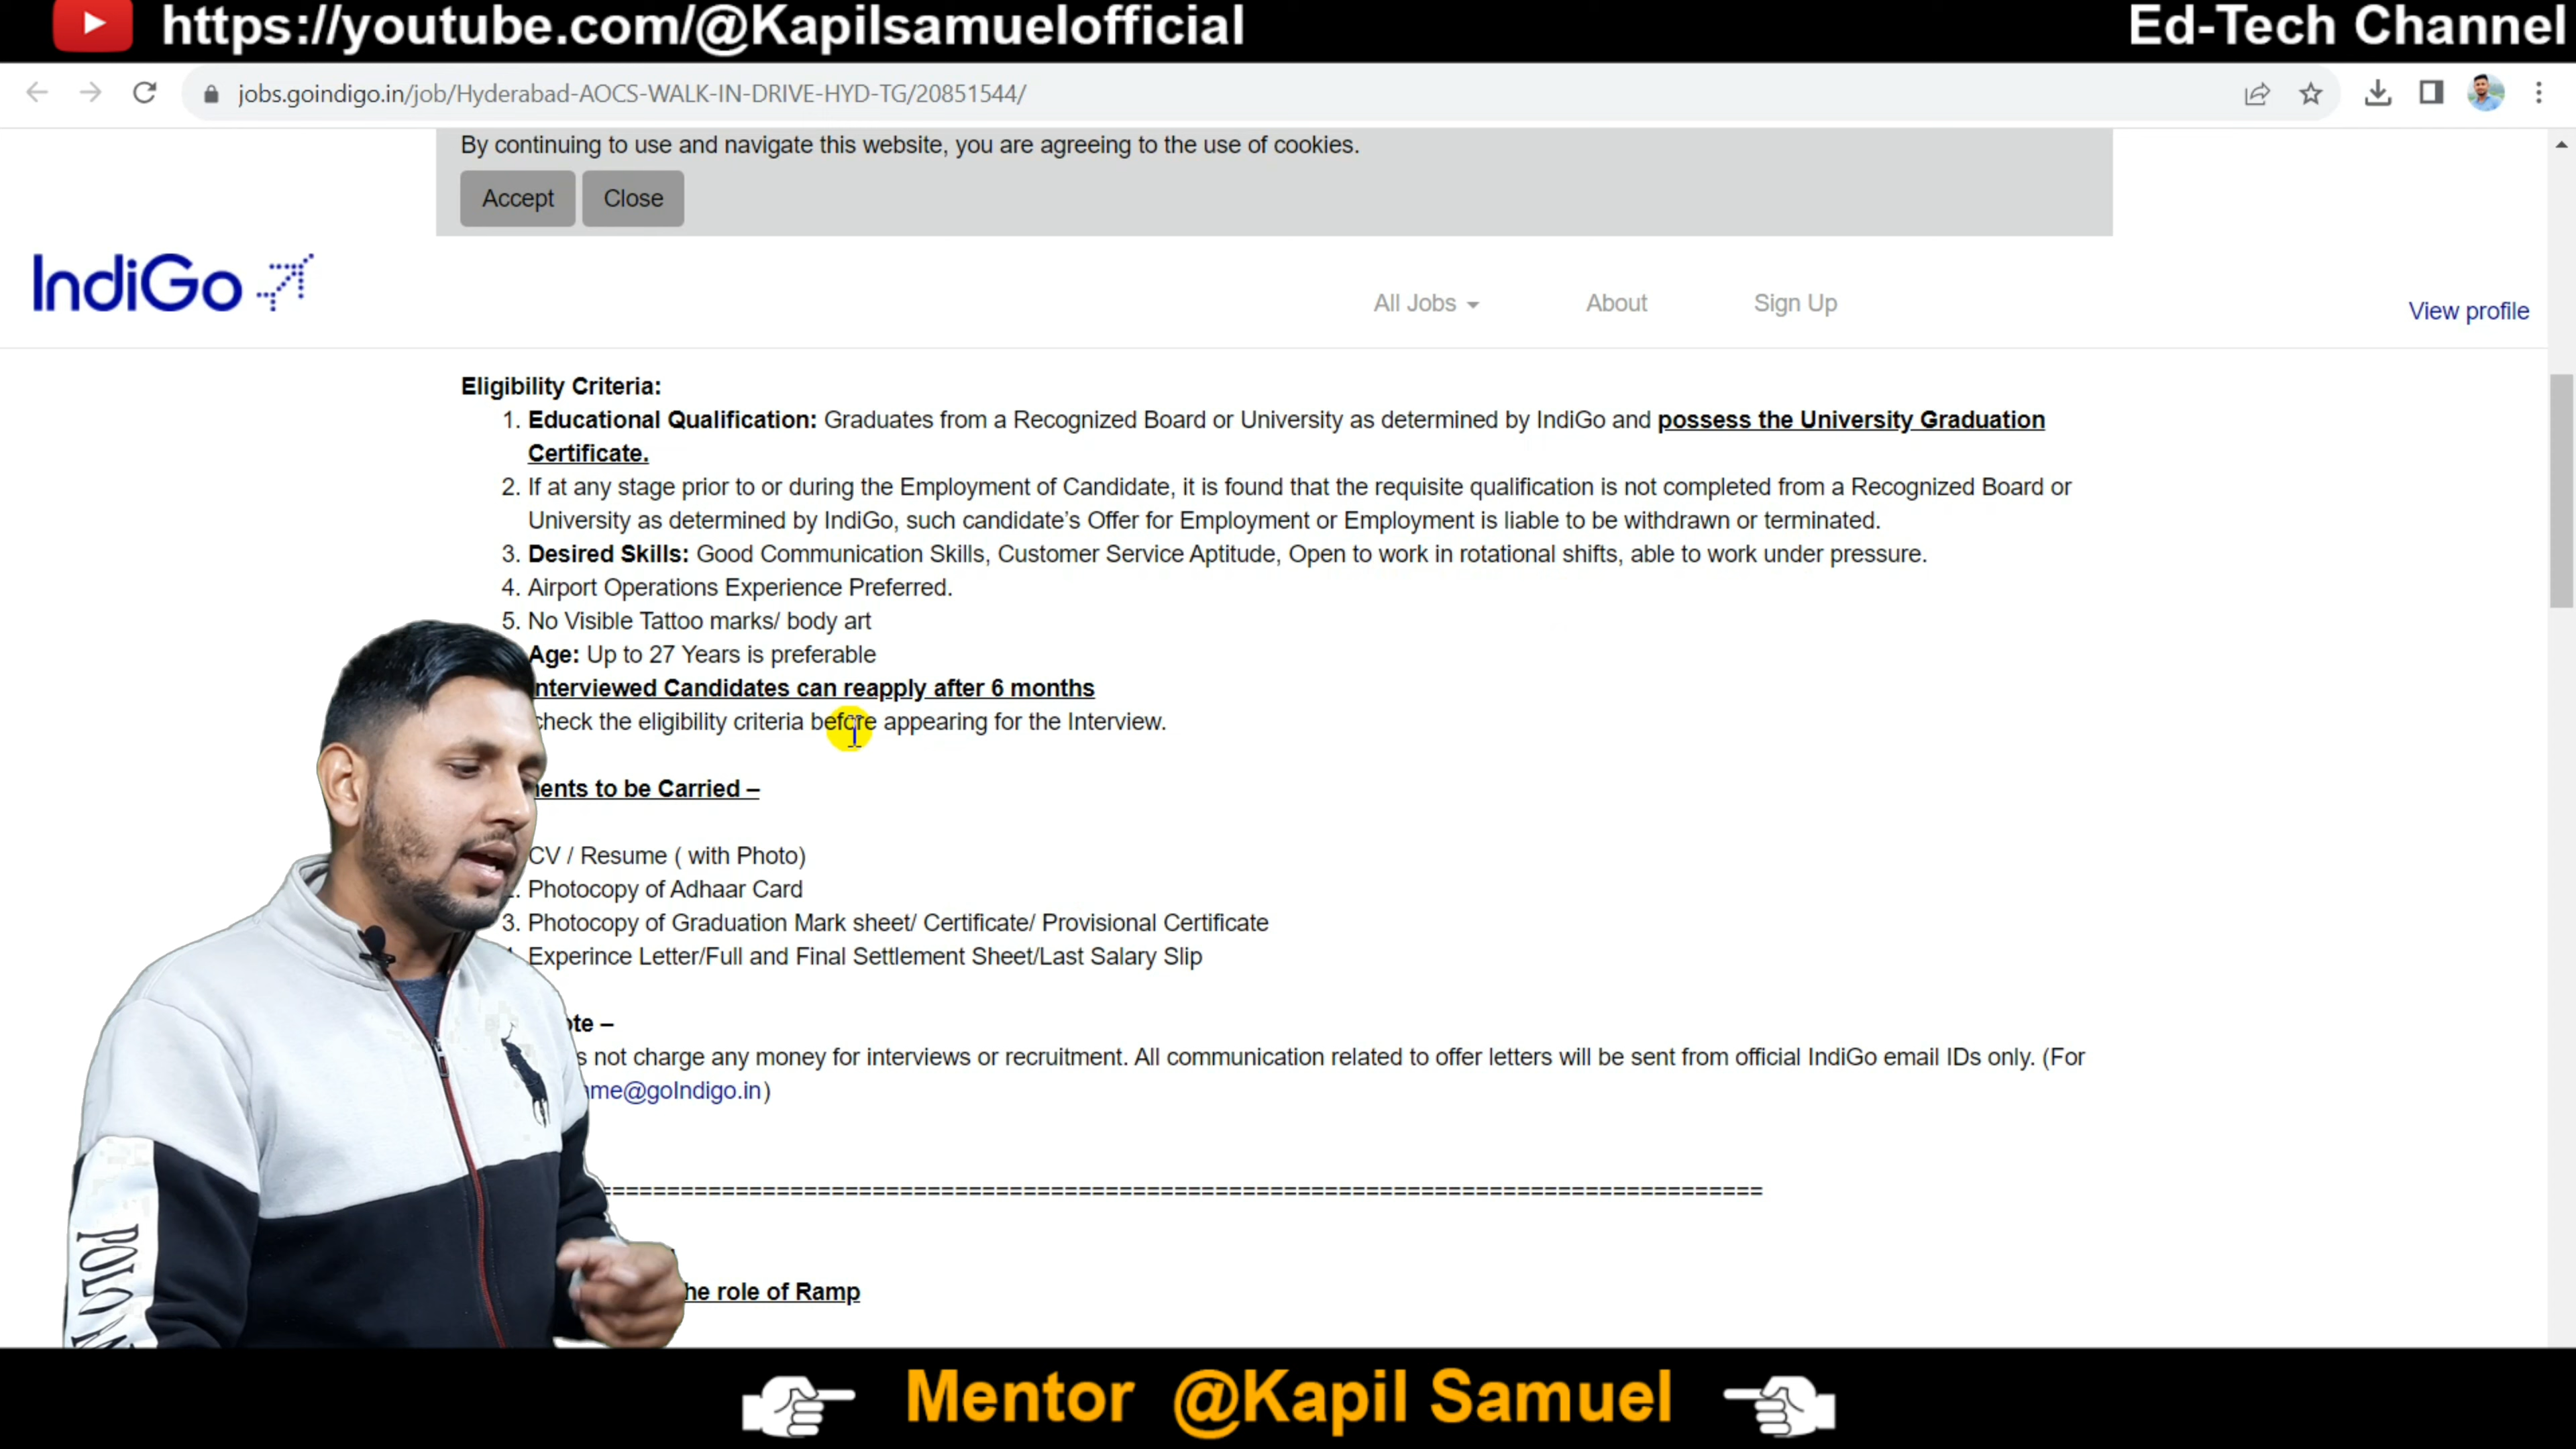 https://youtube.com/@Kapilsamuelofficial
Ed-Tech Channel
jobs.goindigo.in/job/Hyderabad-AOCS-WALK-IN-DRIVE-HYD-TG/20851544/
By continuing to use and navigate this website, you are agreeing to the use of cookies.
Accept Close
IndiGo
All Jobs About Sign Up
View profile
Eligibility Criteria:
1. Educational Qualification: Graduates from a Recognized Board or University as determined by IndiGo and possess the University Graduation
Certificate.
2. If at any stage prior to or during the Employment of Candidate, it is found that the requisite qualification is not completed from a Recognized Board or
University as determined by IndiGo, such candidate's Offer for Employment or Employment is liable to be withdrawn or terminated.
3. Desired Skills: Good Communication Skills, Customer Service Aptitude, Open to work in rotational shifts, able to work under pressure.
4. Airport Operations Experience Preferred.
5. No Visible Tattoo marks/ body art
Age: Up to 27 Years is preferable
Interviewed Candidates can reapply after 6 months
check the eligibility criteria before appearing for the Interview.
ents to be Carried –
CV / Resume ( with Photo)
Photocopy of Adhaar Card
3. Photocopy of Graduation Mark sheet/ Certificate/ Provisional Certificate
Experince Letter/Full and Final Settlement Sheet/Last Salary Slip
ote –
s not charge any money for interviews or recruitment. All communication related to offer letters will be sent from official IndiGo email IDs only. (For
me@goIndigo.in)
==========================================================================
he role of Ramp
POLO
Mentor @Kapil Samuel